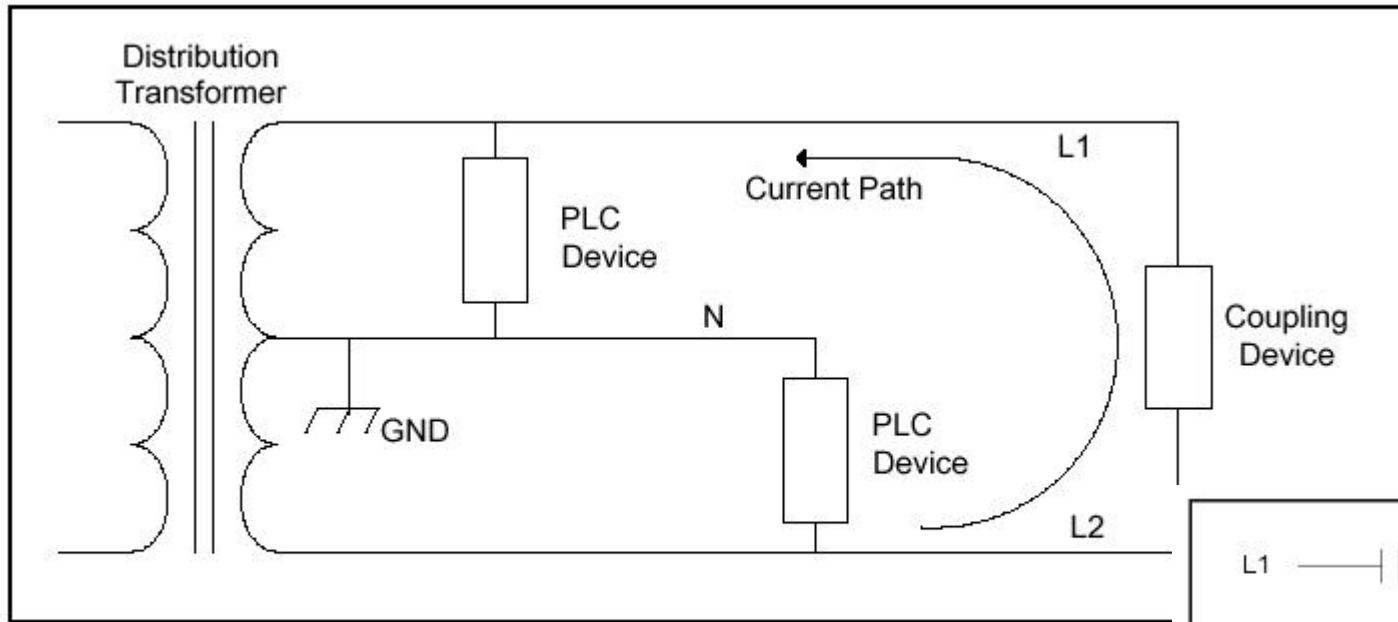 Distribution
Transformer
L1
Current Path
PLC
Device
N
Coupling
Device
GND
PLC
Device
L2
L1